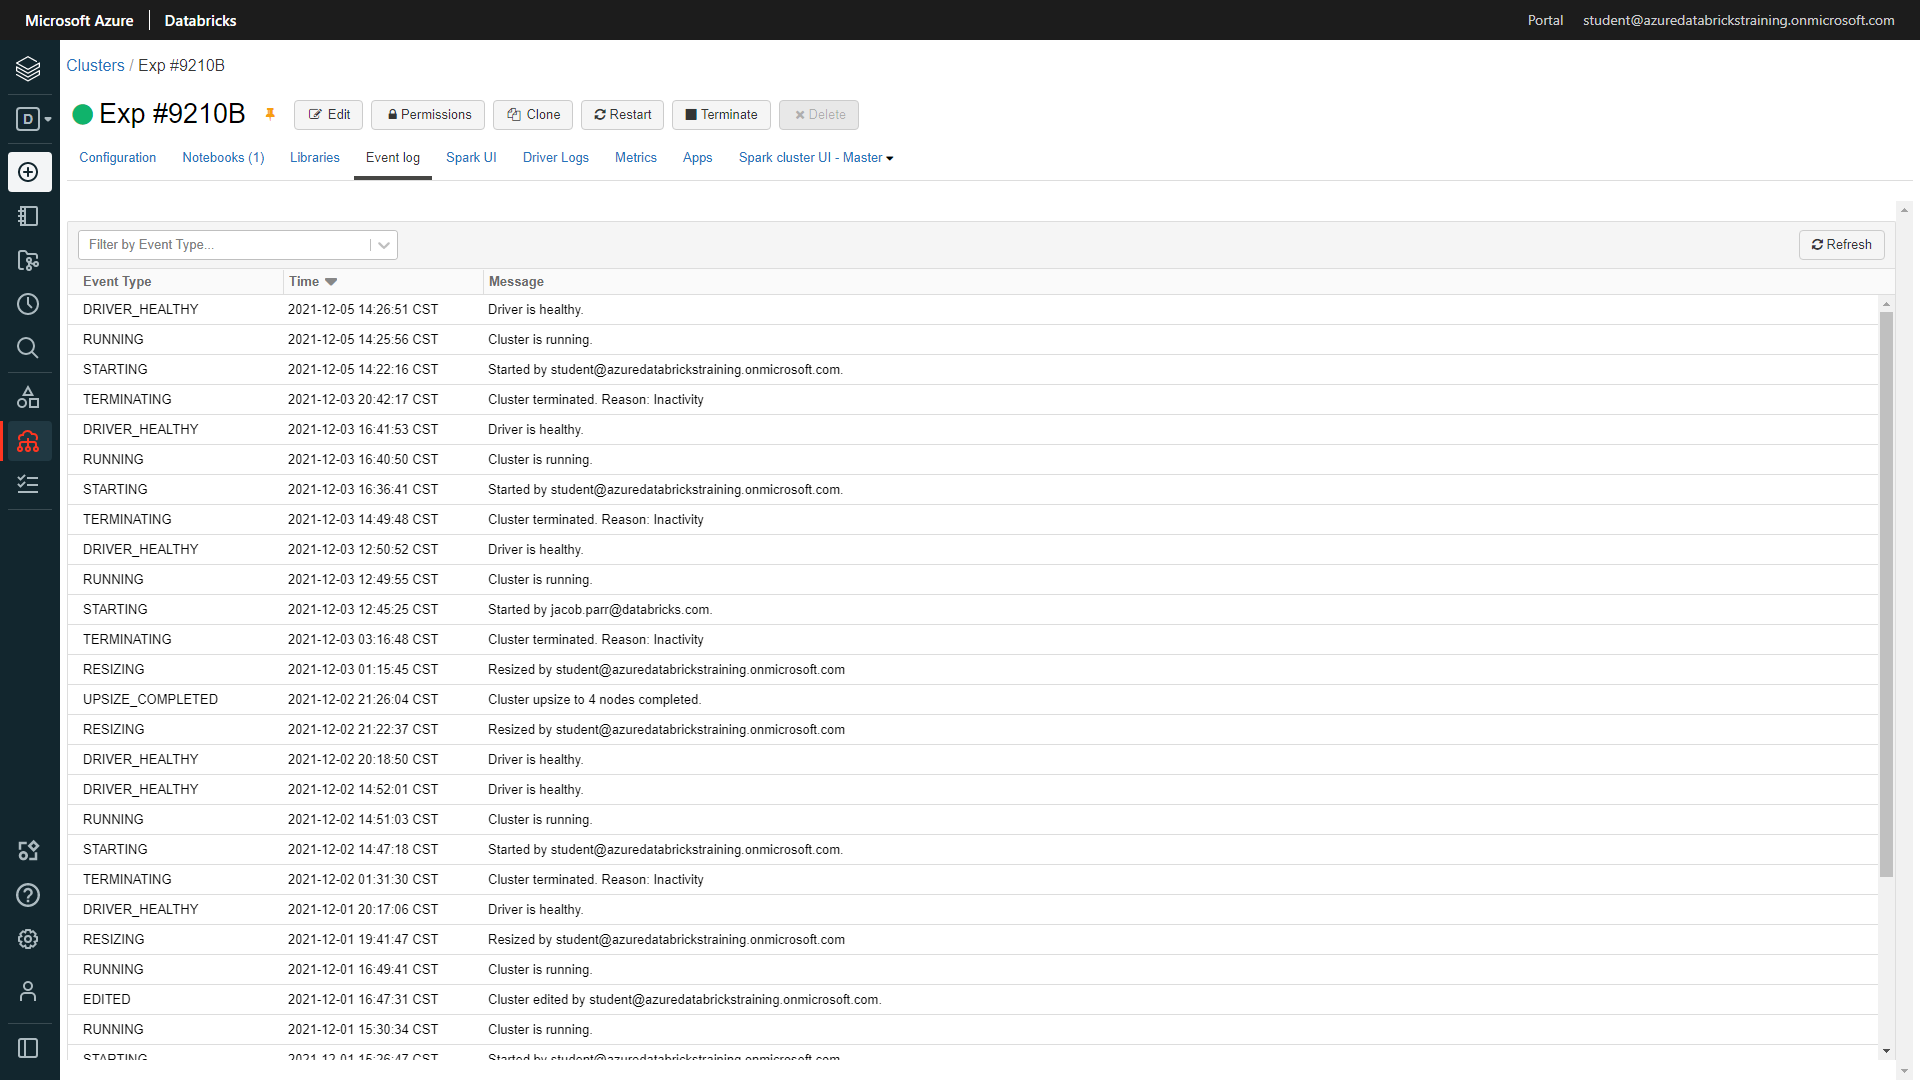 Microsoft Azure Databricks Portal student@azuredatabrickstraining.onmicrosoft.com
Clusters / Exp #9210B
D
Exp #9210B Edit Permissions Clone Restart Terminate Delete
Configuration Notebooks (1) Libraries Event log Spark UI Driver Logs Metrics Apps Spark cluster UI - Master
Filter by Event Type... Refresh
Event Type Time Message
DRIVER_HEALTHY 2021-12-05 14:26:51 CST Driver is healthy.
RUNNING 2021-12-05 14:25:56 CST Cluster is running.
STARTING 2021-12-05 14:22:16 CST Started by student@azuredatabrickstraining.onmicrosoft.com.
TERMINATING 2021-12-03 20:42:17 CST Cluster terminated. Reason: Inactivity
DRIVER_HEALTHY 2021-12-03 16:41:53 CST Driver is healthy.
RUNNING 2021-12-03 16:40:50 CST Cluster is running.
STARTING 2021-12-03 16:36:41 CST Started by student@azuredatabrickstraining.onmicrosoft.com.
TERMINATING 2021-12-03 14:49:48 CST Cluster terminated. Reason: Inactivity
DRIVER_HEALTHY 2021-12-03 12:50:52 CST Driver is healthy.
RUNNING 2021-12-03 12:49:55 CST Cluster is running.
STARTING 2021-12-03 12:45:25 CST Started by jacob.parr@databricks.com.
TERMINATING 2021-12-03 03:16:48 CST Cluster terminated. Reason: Inactivity
RESIZING 2021-12-03 01:15:45 CST Resized by student@azuredatabrickstraining.onmicrosoft.com
UPSIZE_COMPLETED 2021-12-02 21:26:04 CST Cluster upsize to 4 nodes completed.
RESIZING 2021-12-02 21:22:37 CST Resized by student@azuredatabrickstraining.onmicrosoft.com
DRIVER_HEALTHY 2021-12-02 20:18:50 CST Driver is healthy.
DRIVER_HEALTHY 2021-12-02 14:52:01 CST Driver is healthy.
RUNNING 2021-12-02 14:51:03 CST Cluster is running.
STARTING 2021-12-02 14:47:18 CST Started by student@azuredatabrickstraining.onmicrosoft.com.
TERMINATING 2021-12-02 01:31:30 CST Cluster terminated. Reason: Inactivity
DRIVER_HEALTHY 2021-12-01 20:17:06 CST Driver is healthy.
RESIZING 2021-12-01 19:41:47 CST Resized by student@azuredatabrickstraining.onmicrosoft.com
RUNNING 2021-12-01 16:49:41 CST Cluster is running.
EDITED 2021-12-01 16:47:31 CST Cluster edited by student@azuredatabrickstraining.onmicrosoft.com.
RUNNING 2021-12-01 15:30:34 CST Cluster is running.
STARTING 2021-12-01 15:26:47 CST Started by student@azuredatabrickstraining.onmicrosoft.com